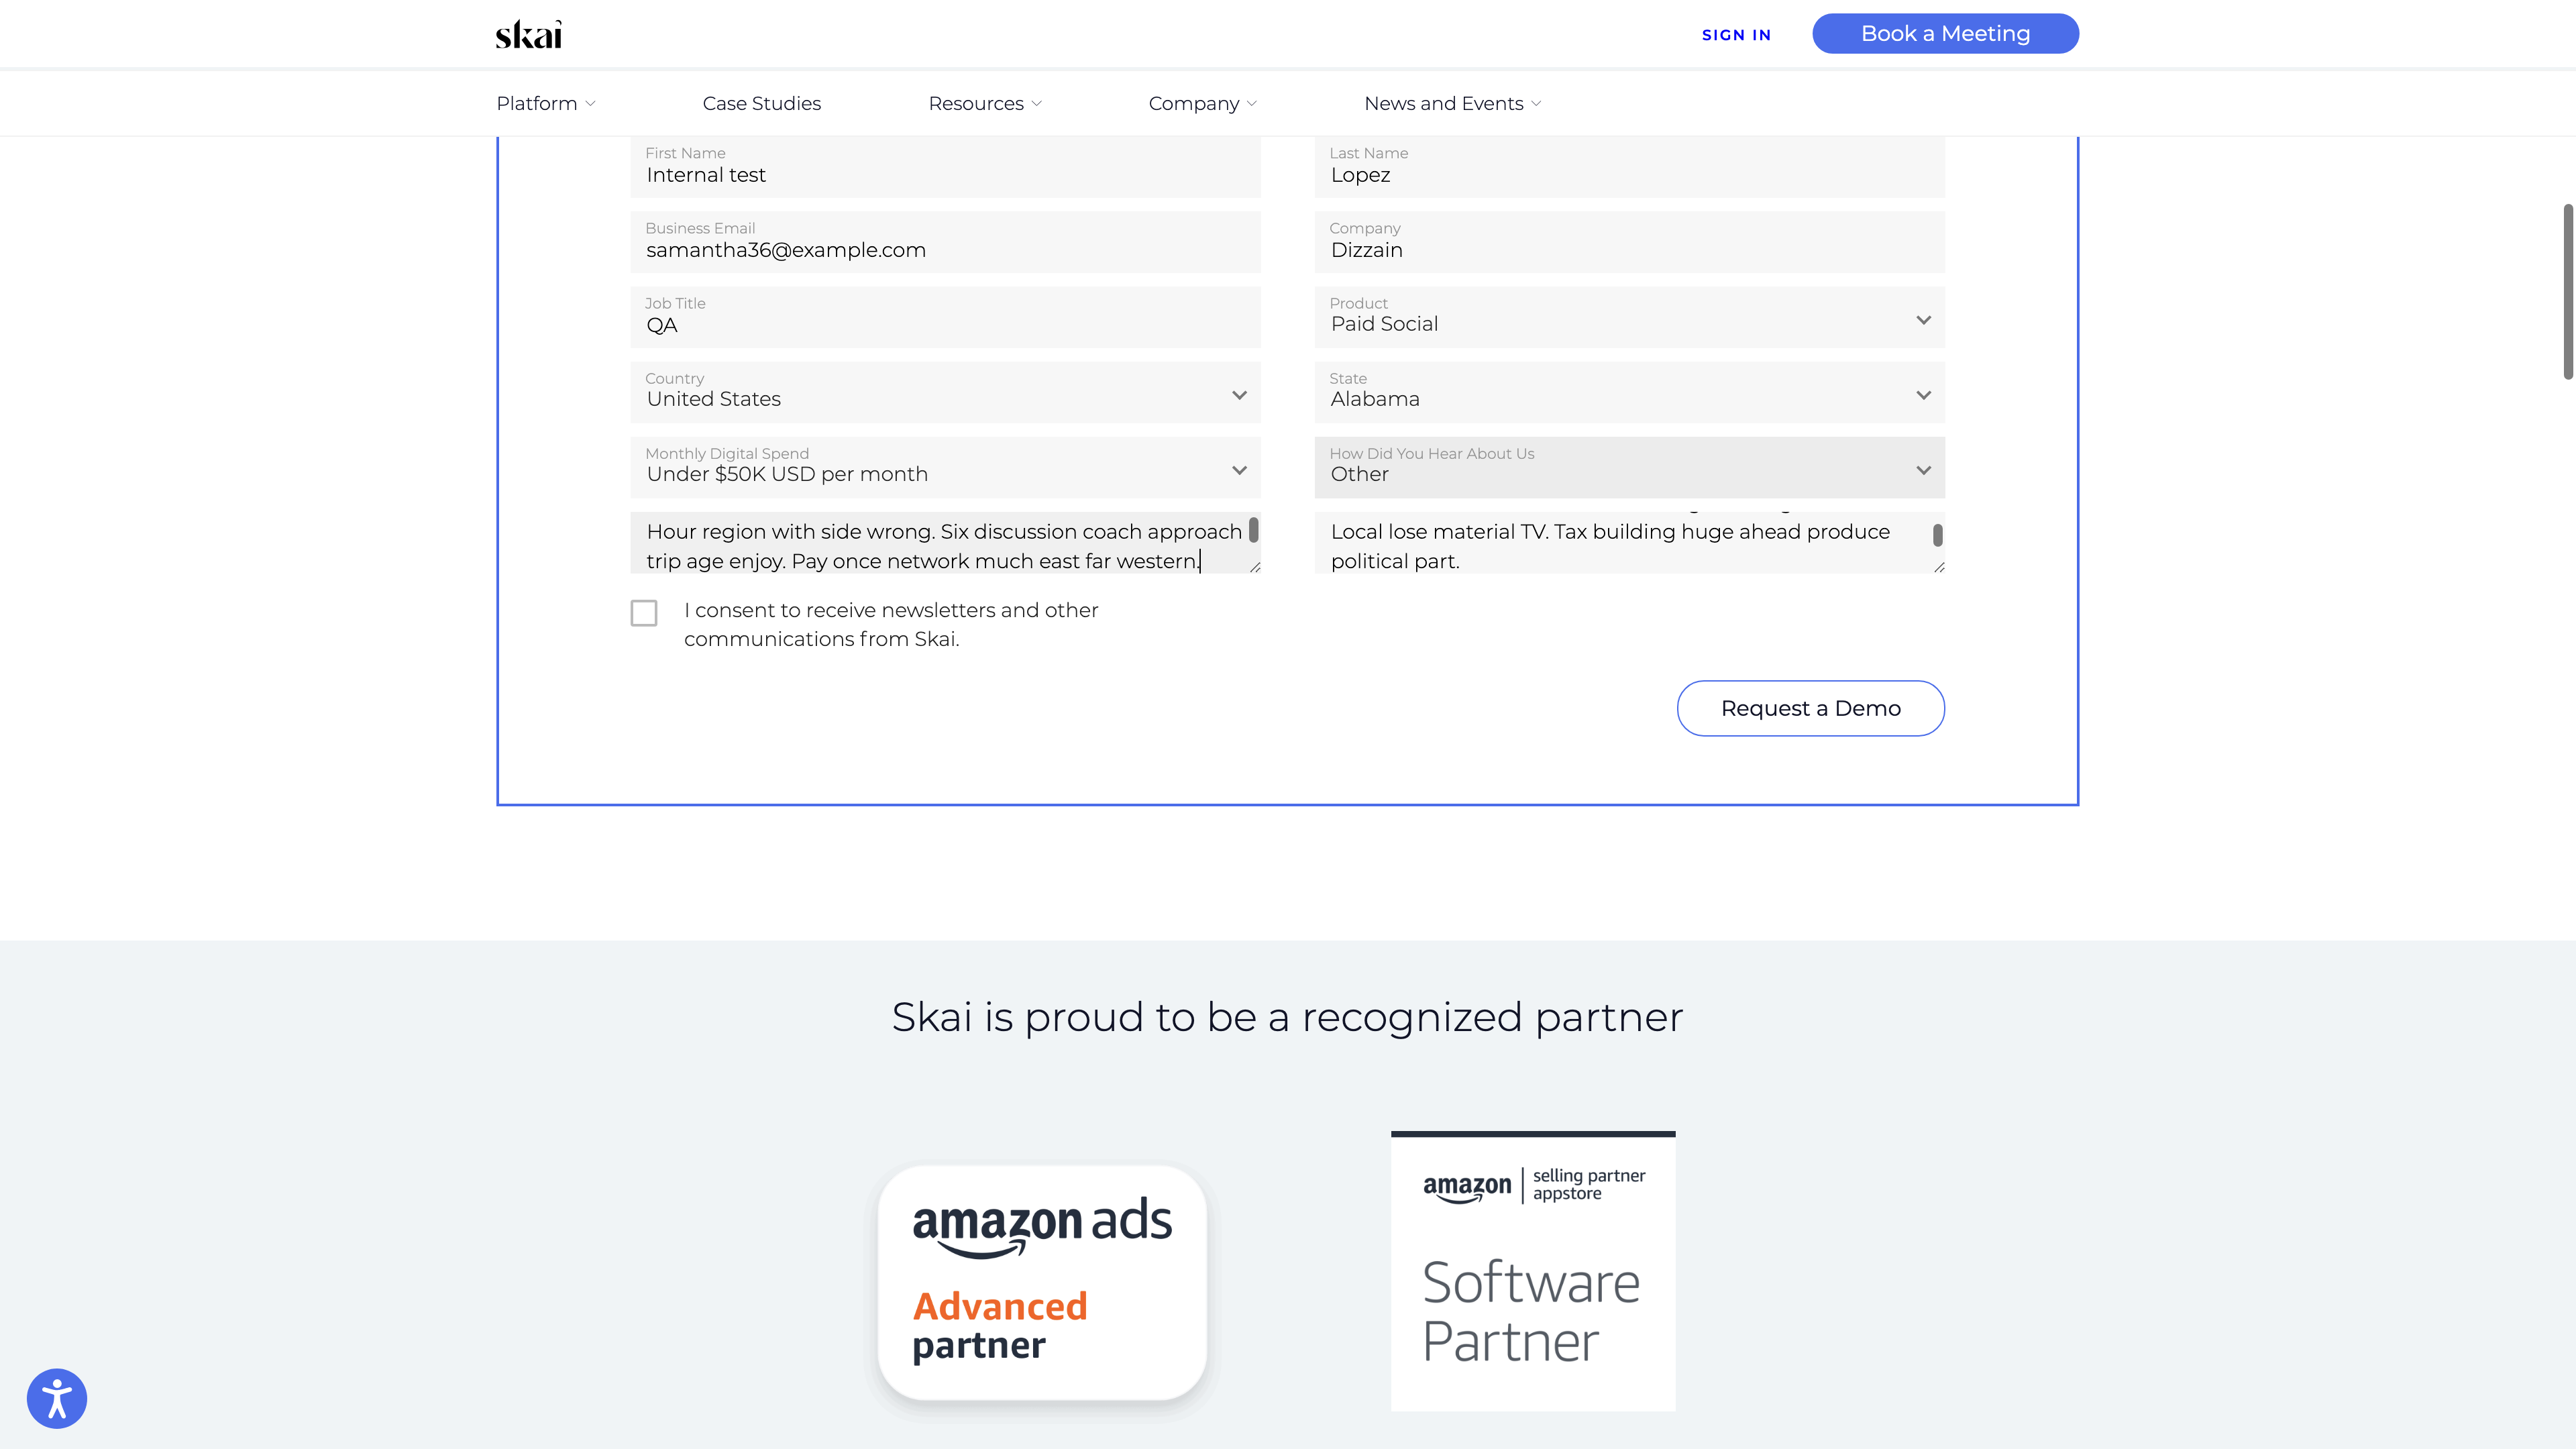 skai
SIGN IN
Book a Meeting
Platform
Case Studies
Resources
Company
News and Events
First Name
Internal test
Last Name
Lopez
Business Email
samantha36@example.com
Company
Dizzain
Job Title
QA
Product
Paid Social
Country
United States
State
Alabama
Monthly Digital Spend
Under $50K USD per month
How Did You Hear About Us
Other
Hour region with side wrong. Six discussion coach approach
trip age enjoy. Pay once network much east far western.
Local lose material TV. Tax building huge ahead produce
political part.
I consent to receive newsletters and other
communications from Skai.
Request a Demo
Skai is proud to be a recognized partner
amazon ads
Advanced
partner
amazon
selling partner
appstore
Software
Partner